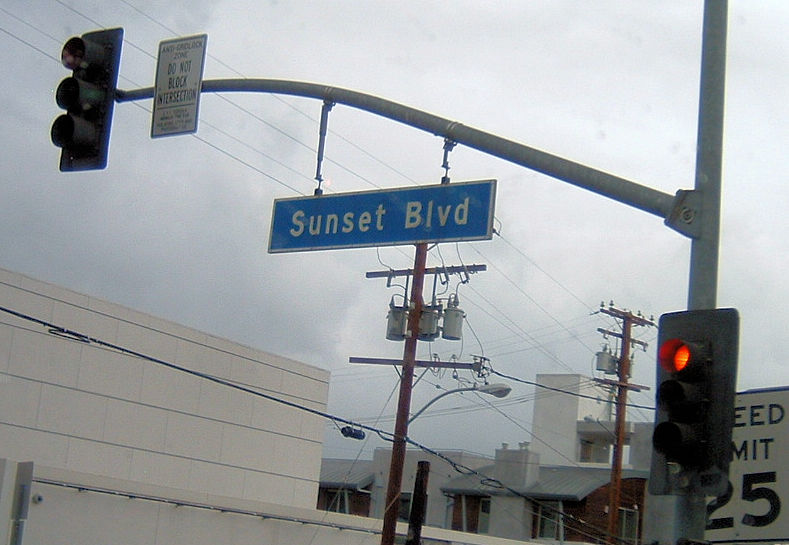 ANTI-GRIDLOCK
ZONE
DO NOT
BLOCK
INTERSECTION
Sunset Blvd
EED
MIT
25